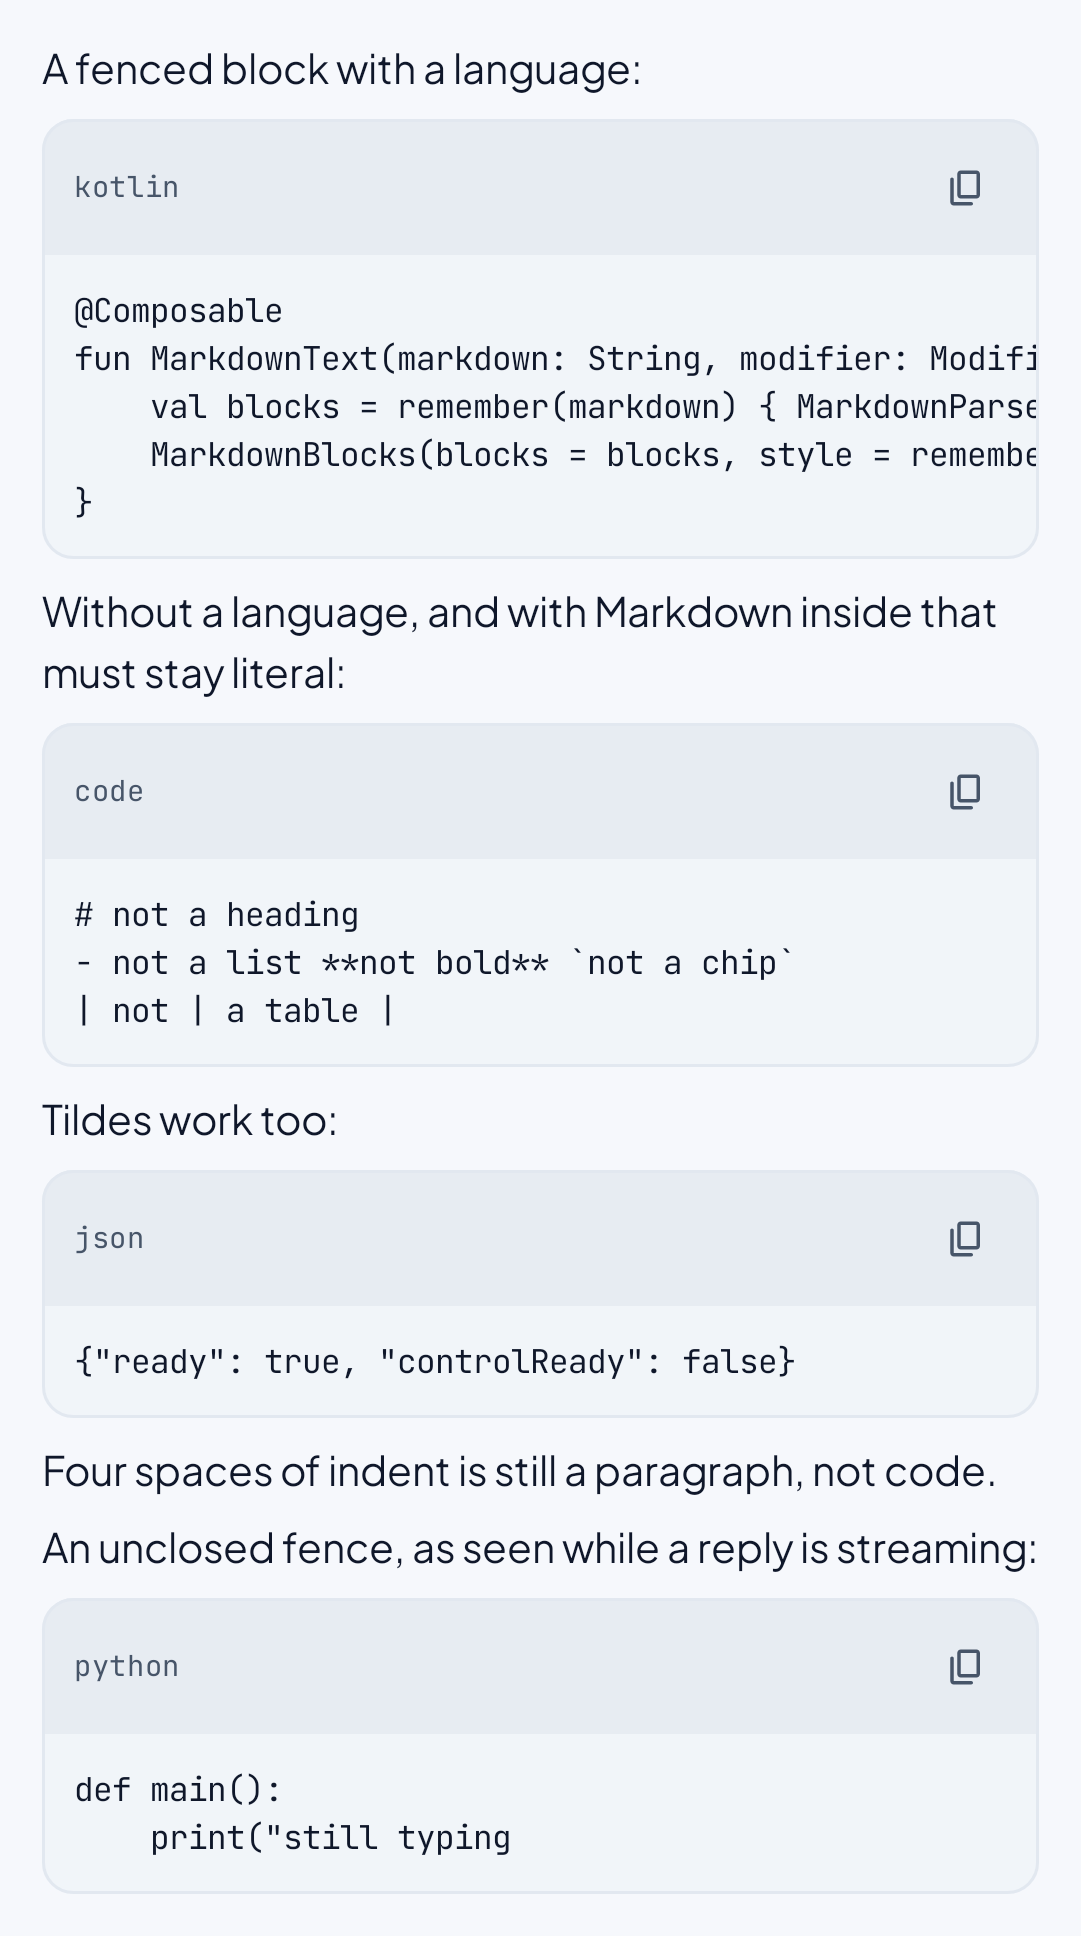 A fenced block with a language:
kotlin
@Composable
fun MarkdownText(markdown: String, modifier: Modifi
    val blocks = remember(markdown) { MarkdownParse
    MarkdownBlocks(blocks = blocks, style = remembe
}
Without a language, and with Markdown inside that
must stay literal:
code
# not a heading
- not a list **not bold** `not a chip`
| not | a table |
Tildes work too:
json
{"ready": true, "controlReady": false}
Four spaces of indent is still a paragraph, not code.
An unclosed fence, as seen while a reply is streaming:
python
def main():
    print("still typing